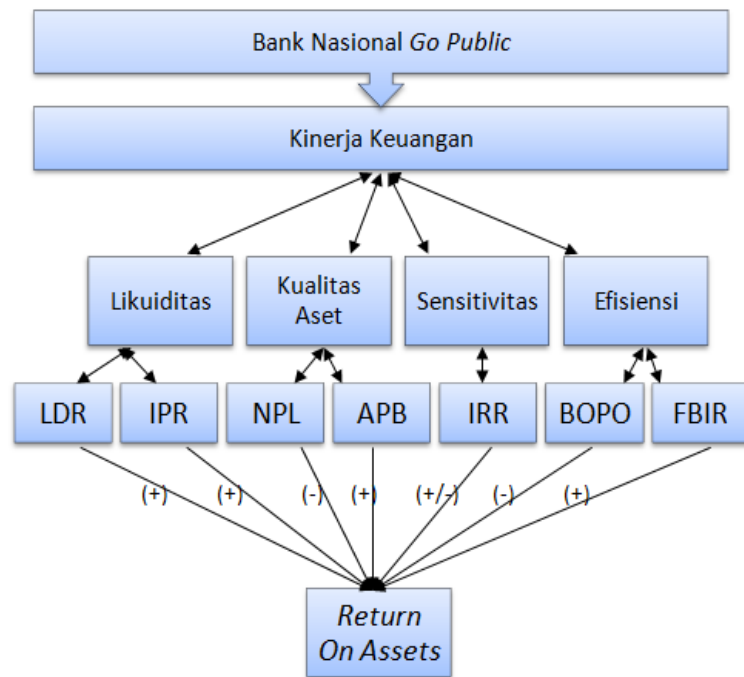 Bank Nasional Go Public
Kinerja Keuangan
Likuiditas
Kualitas
Aset
Sensitivitas
Efisiensi
LDR
IPR
NPL
APB
IRR
BOPO
FBIR
(+)
(+)
(-)
(+)
(+/-)
(-)
(+)
Return
On Assets